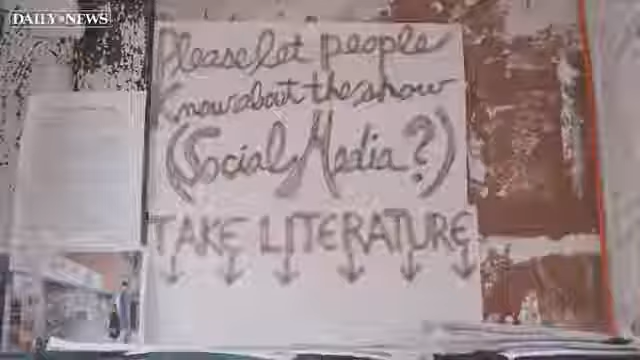 DAILY NEWS
Please let people
Know about the show
(Social Media?)
TAKE LITERATURE